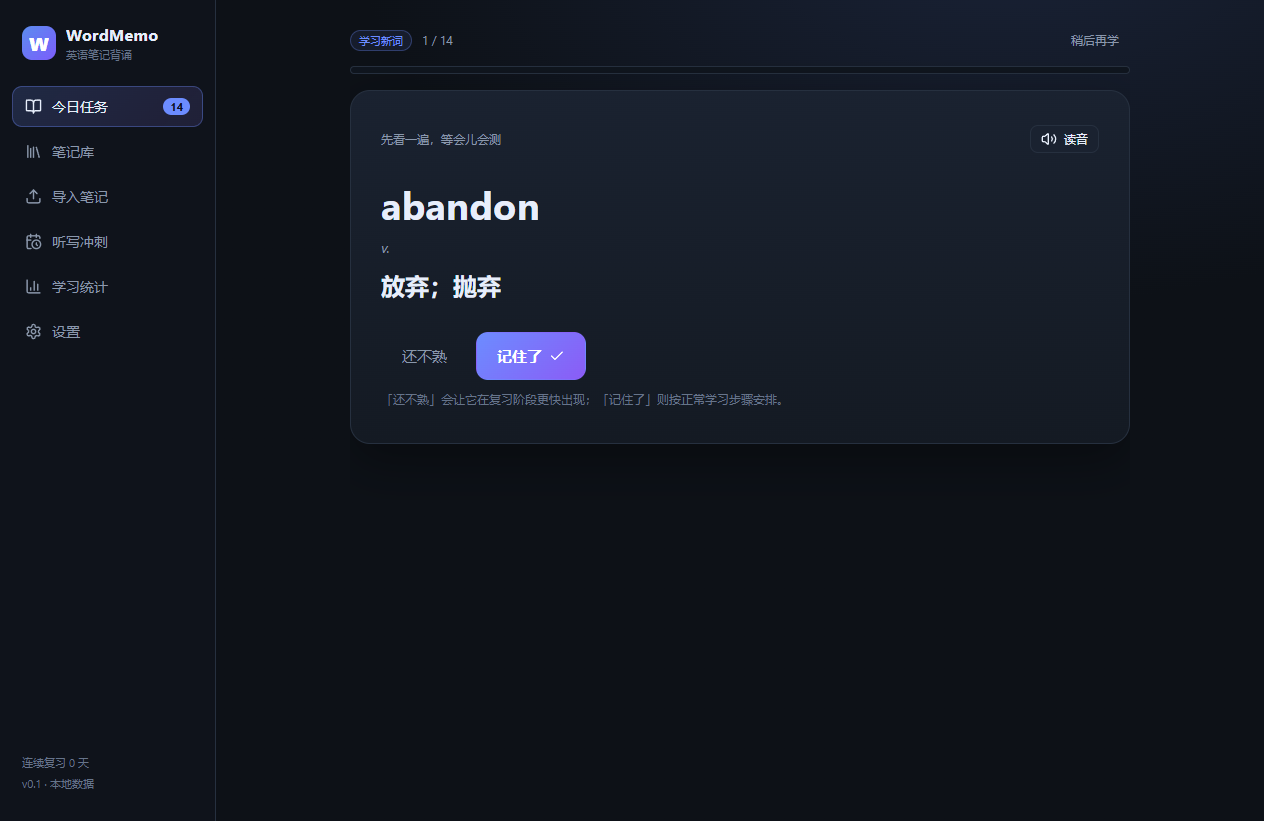 W
WordMemo
英语笔记背诵
今日任务 14
笔记库
导入笔记
听写冲刺
学习统计
设置
连续复习 0 天
v0.1 · 本地数据
学习新词 1 / 14 稍后再学
先看一遍，等会儿会测 读音
abandon
v.
放弃；抛弃
还不熟 记住了
「还不熟」会让它在复习阶段更快出现；「记住了」则按正常学习步骤安排。